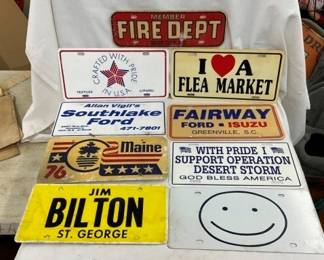 MEMBER
FIRE DEPT
CRAFTED WITH PRIDE
IN U.S.A
I A
FLEA MARKET
Allan Vigil's
Southlake
Ford 471-7801
FAIRWAY
FORD · ISUZU
GREENVILLE, S.C.
Maine
76
WITH PRIDE I
SUPPORT OPERATION
DESERT STORM
GOD BLESS AMERICA
JIM
BILTON
ST. GEORGE